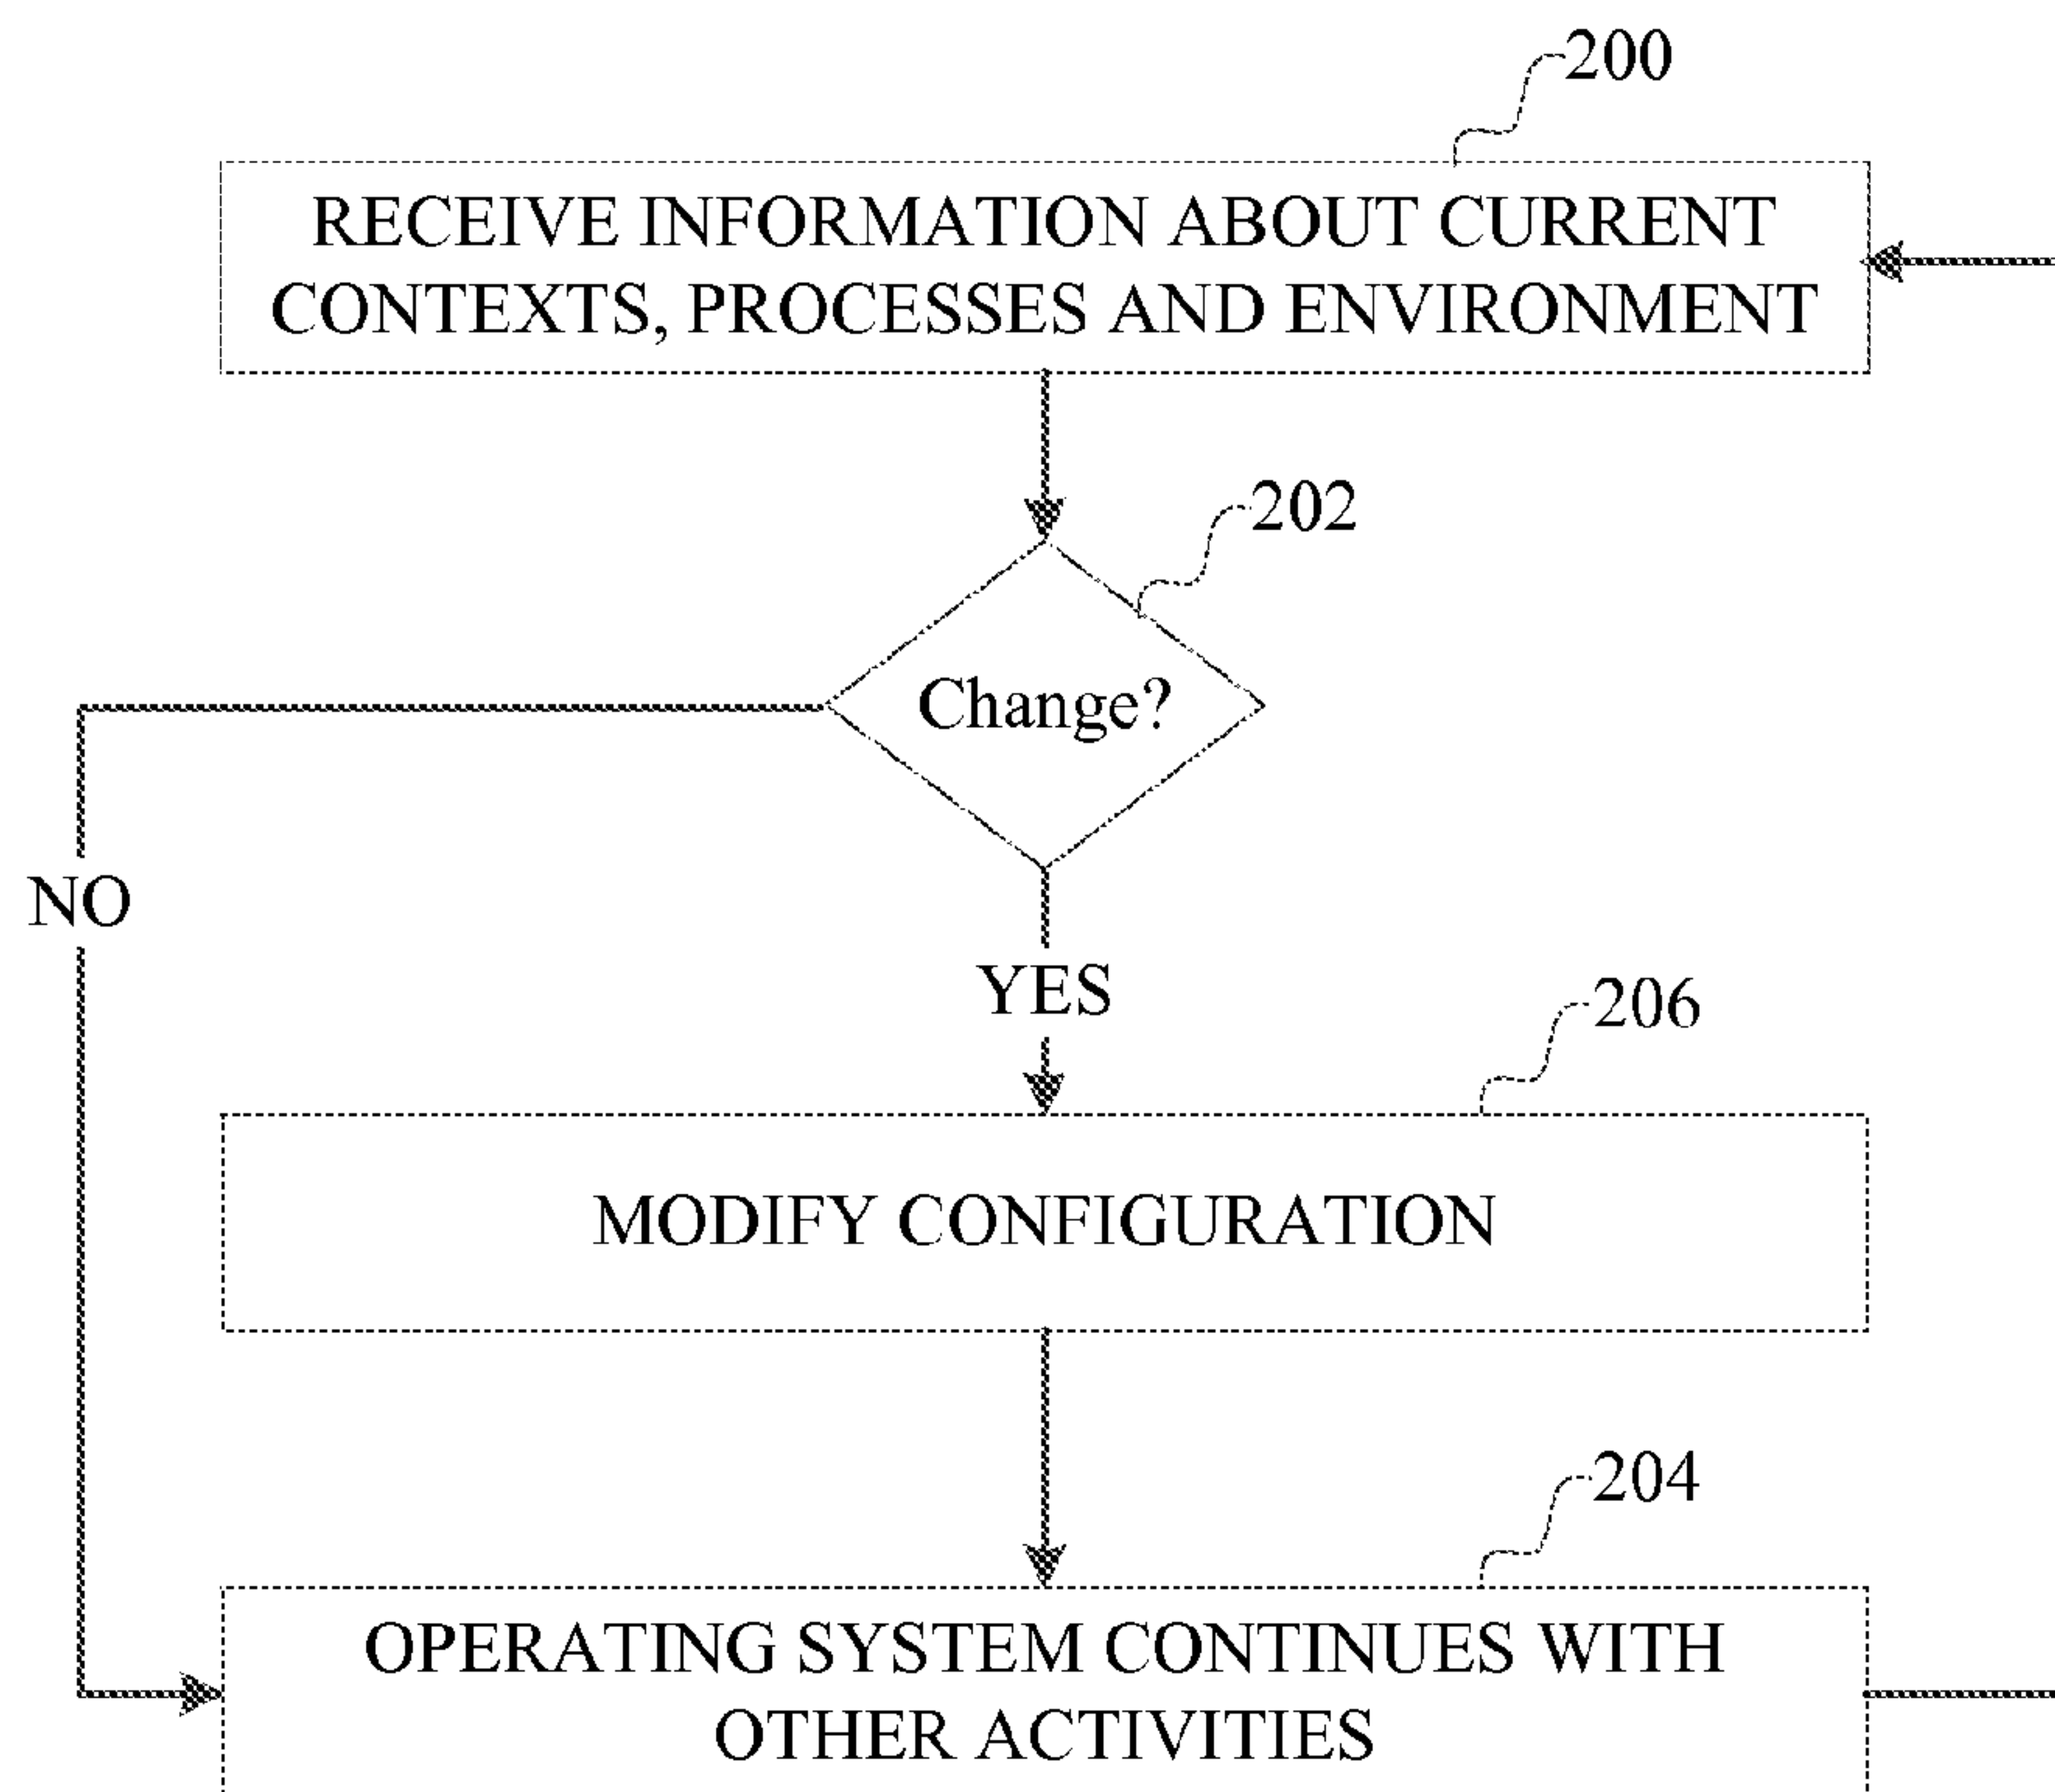 200
RECEIVE INFORMATION ABOUT CURRENT
CONTEXTS, PROCESSES AND ENVIRONMENT
202
Change?
NO
YES
206
MODIFY CONFIGURATION
204
OPERATING SYSTEM CONTINUES WITH
OTHER ACTIVITIES